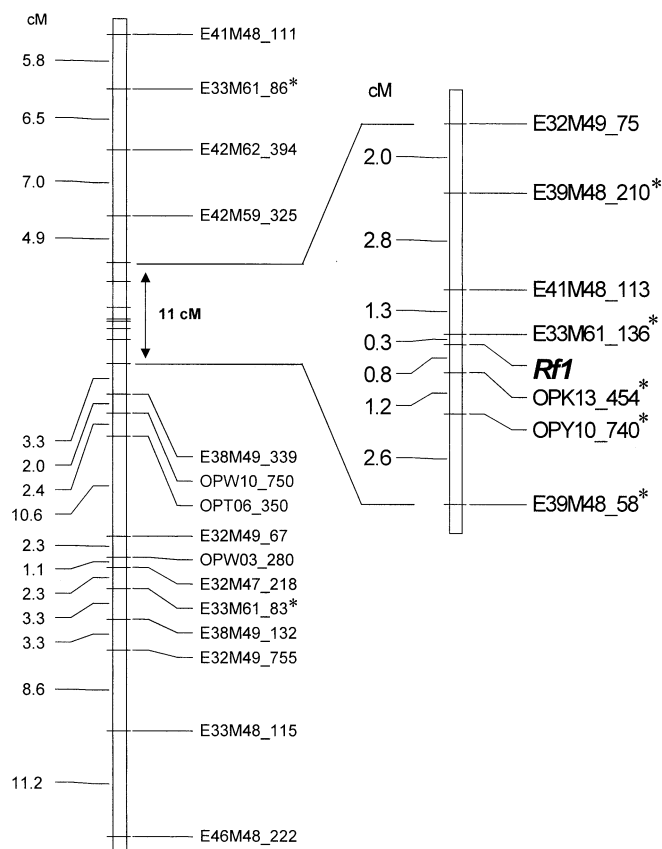 cM
E41M48_111
5.8
E33M61_86*
6.5
E42M62_394
7.0
E42M59_325
4.9
11 cM
3.3
E38M49_339
2.0
OPW10_750
2.4
OPT06_350
10.6
E32M49_67
2.3
OPW03_280
1.1
E32M47_218
2.3
E33M61_83*
3.3
E38M49_132
3.3
E32M49_755
8.6
E33M48_115
11.2
E46M48_222
cM
E32M49_75
2.0
E39M48_210*
2.8
E41M48_113
1.3
E33M61_136*
0.3
Rf1
0.8
OPK13_454*
1.2
OPY10_740*
2.6
E39M48_58*